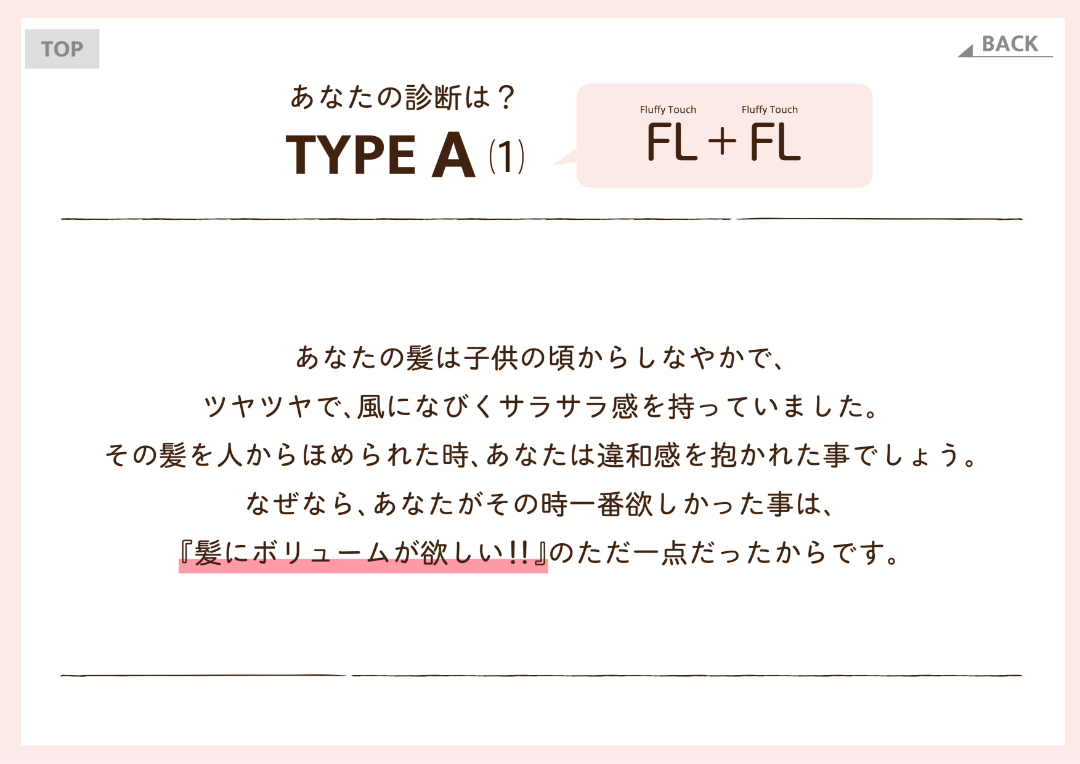 TOP
BACK
あなたの診断は？
TYPE A (1)
Fluffy Touch Fluffy Touch
FL+FL
あなたの髪は子供の頃からしなやかで、
ツヤツヤで、風になびくサラサラ感を持っていました。
その髪を人からほめられた時、あなたは違和感を抱かれた事でしょう。
なぜなら、あなたがその時一番欲しかった事は、
『髪にボリュームが欲しい!!』のただ一点だったからです。